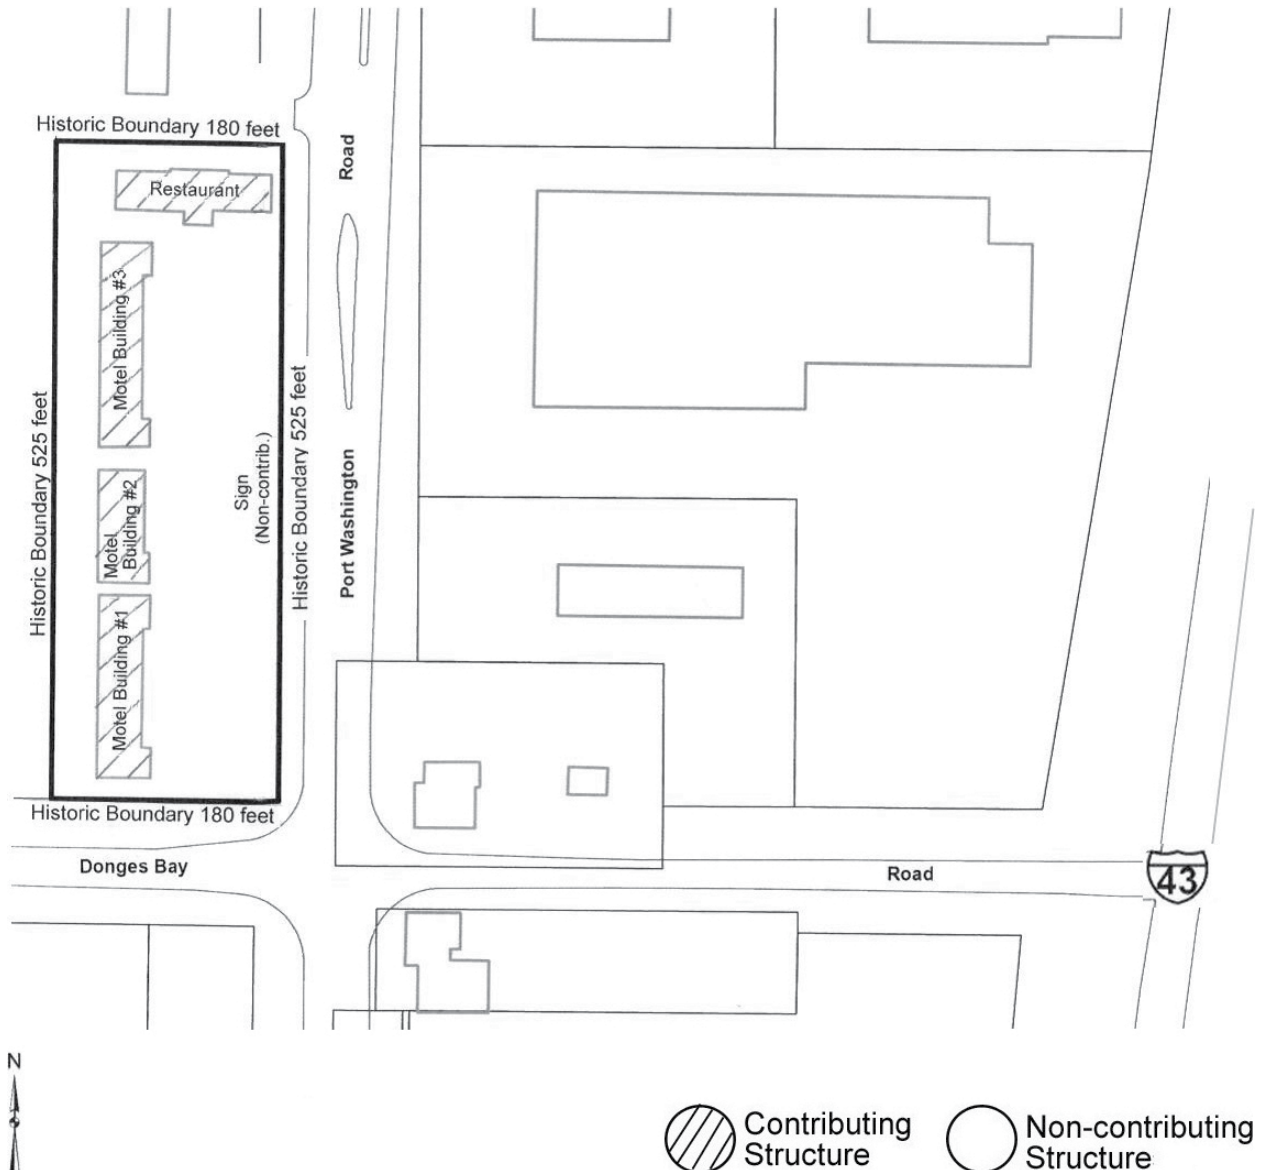 Historic Boundary 180 feet
Road
Restaurant
Motel Building #3
Historic Boundary 525 feet
Historic Boundary 525 feet
Sign
(Non-contrib.)
Port Washington
Motel
Building #2
Motel Building #1
Historic Boundary 180 feet
Donges Bay
Road
43
N
Contributing
Structure
Non-contributing
Structure